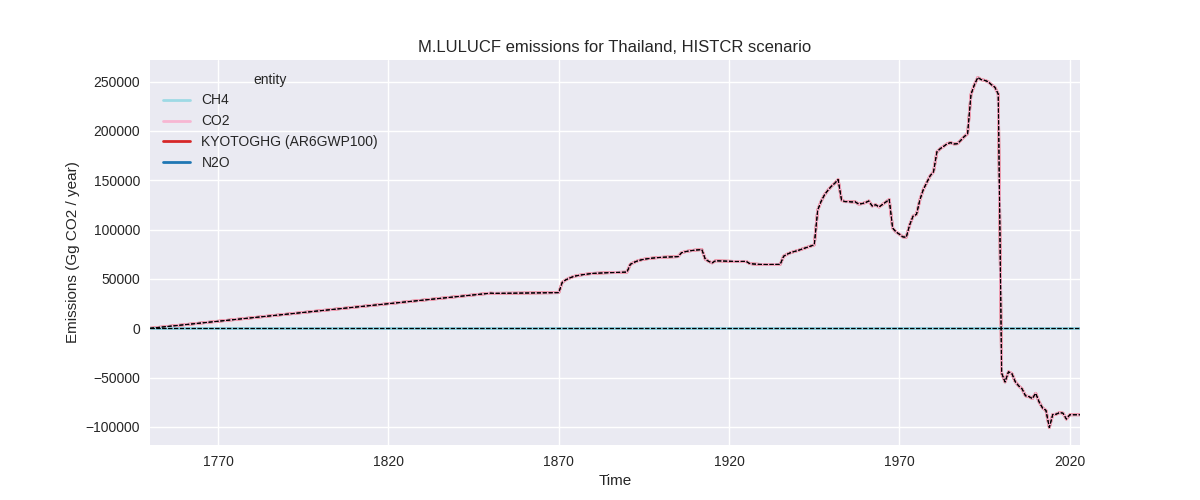 M.LULUCF emissions for Thailand, HISTCR scenario
entity
CH4
CO2
KYOTOGHG (AR6GWP100)
N2O
Emissions (Gg CO2 / year)
250000
200000
150000
100000
50000
0
−50000
−100000
1770
1820
1870
1920
1970
2020
Time